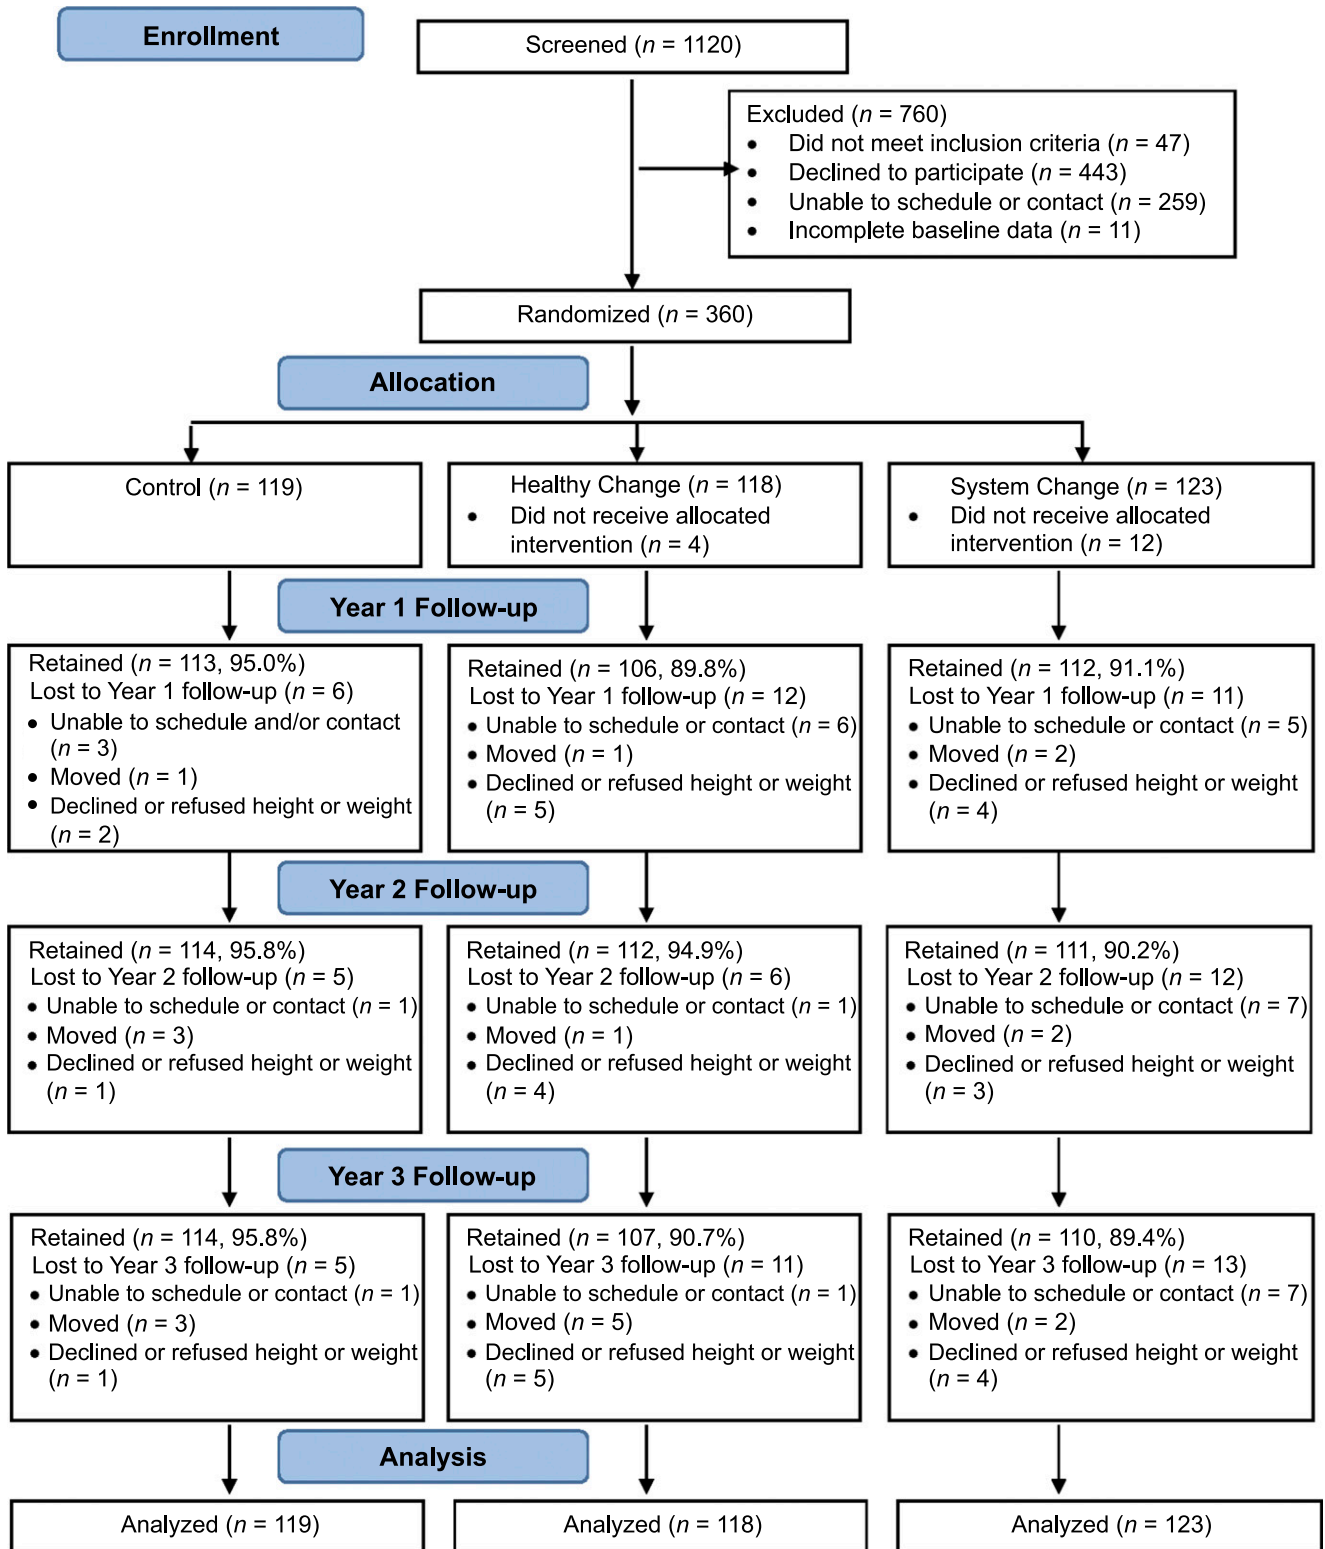 Enrollment
Screened (n = 1120)
Excluded (n = 760)
• Did not meet inclusion criteria (n = 47)
• Declined to participate (n = 443)
• Unable to schedule or contact (n = 259)
• Incomplete baseline data (n = 11)
Randomized (n = 360)
Allocation
Control (n = 119)
Healthy Change (n = 118)
• Did not receive allocated
intervention (n = 4)
System Change (n = 123)
• Did not receive allocated
intervention (n = 12)
Year 1 Follow-up
Retained (n = 113, 95.0%)
Lost to Year 1 follow-up (n = 6)
• Unable to schedule and/or contact
(n = 3)
• Moved (n = 1)
• Declined or refused height or weight
(n = 2)
Retained (n = 106, 89.8%)
Lost to Year 1 follow-up (n = 12)
• Unable to schedule or contact (n = 6)
• Moved (n = 1)
• Declined or refused height or weight
(n = 5)
Retained (n = 112, 91.1%)
Lost to Year 1 follow-up (n = 11)
• Unable to schedule or contact (n = 5)
• Moved (n = 2)
• Declined or refused height or weight
(n = 4)
Year 2 Follow-up
Retained (n = 114, 95.8%)
Lost to Year 2 follow-up (n = 5)
• Unable to schedule or contact (n = 1)
• Moved (n = 3)
• Declined or refused height or weight
(n = 1)
Retained (n = 112, 94.9%)
Lost to Year 2 follow-up (n = 6)
• Unable to schedule or contact (n = 1)
• Moved (n = 1)
• Declined or refused height or weight
(n = 4)
Retained (n = 111, 90.2%)
Lost to Year 2 follow-up (n = 12)
• Unable to schedule or contact (n = 7)
• Moved (n = 2)
• Declined or refused height or weight
(n = 3)
Year 3 Follow-up
Retained (n = 114, 95.8%)
Lost to Year 3 follow-up (n = 5)
• Unable to schedule or contact (n = 1)
• Moved (n = 3)
• Declined or refused height or weight
(n = 1)
Retained (n = 107, 90.7%)
Lost to Year 3 follow-up (n = 11)
• Unable to schedule or contact (n = 1)
• Moved (n = 5)
• Declined or refused height or weight
(n = 5)
Retained (n = 110, 89.4%)
Lost to Year 3 follow-up (n = 13)
• Unable to schedule or contact (n = 7)
• Moved (n = 2)
• Declined or refused height or weight
(n = 4)
Analysis
Analyzed (n = 119)
Analyzed (n = 118)
Analyzed (n = 123)